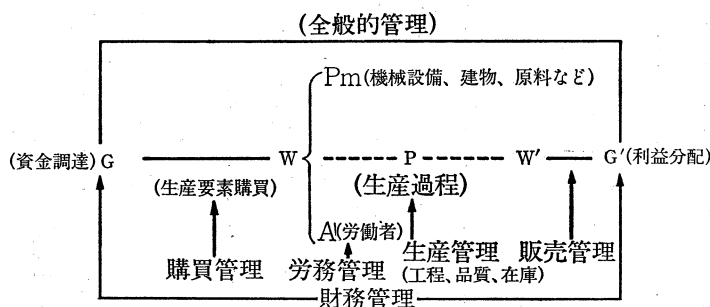 (全般的管理)
Pm(機械設備、建物、原料など)
(資金調達) G W P W′ G′(利益分配)
(生産要素購買) (生産過程)
A(労働者)
購買管理 労務管理 生産管理 販売管理
(工程、品質、在庫)
財務管理